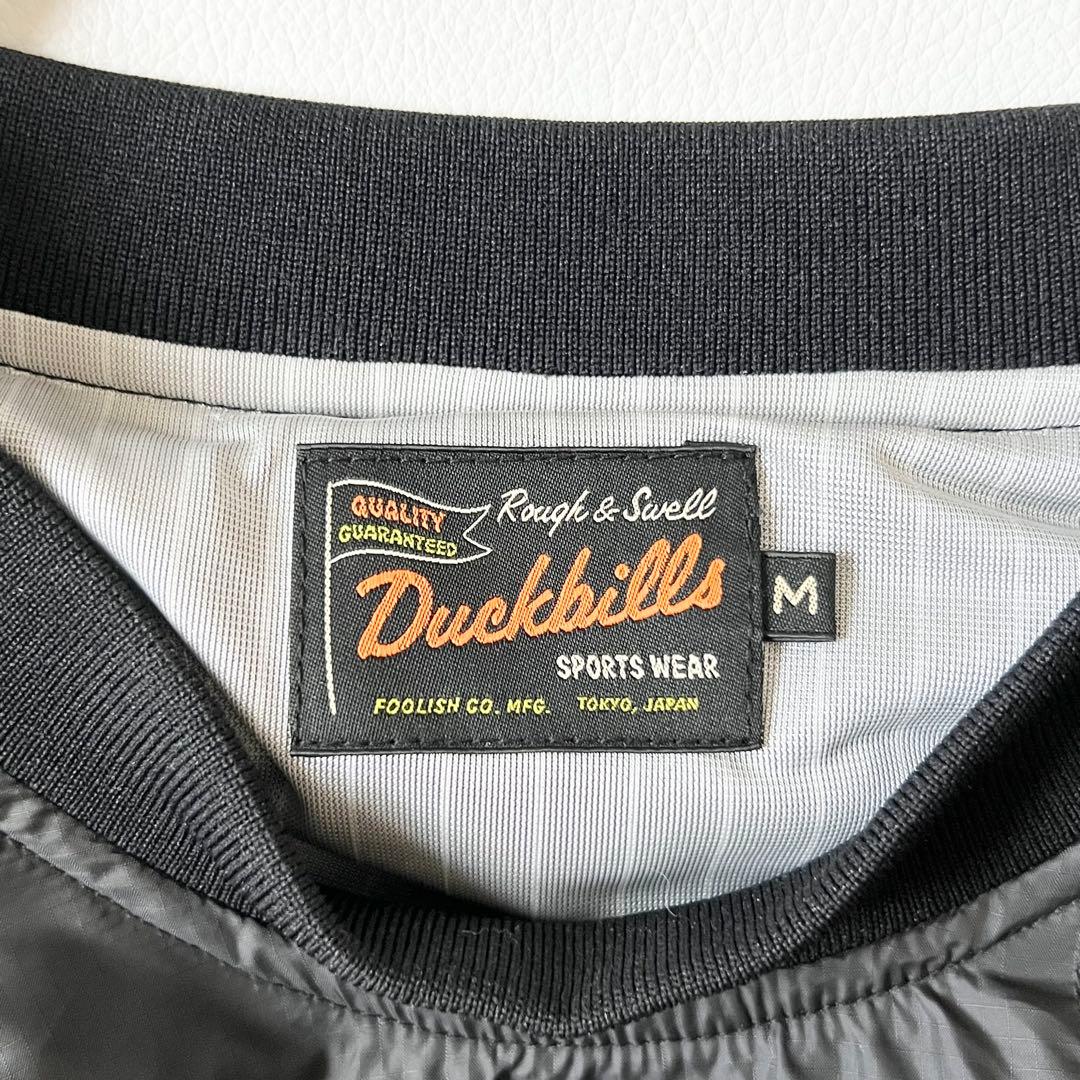 QUALITY
GUARANTEED
Rough & Swell
Duckbills
SPORTS WEAR
FOOLISH CO. MFG. TOKYO, JAPAN
M